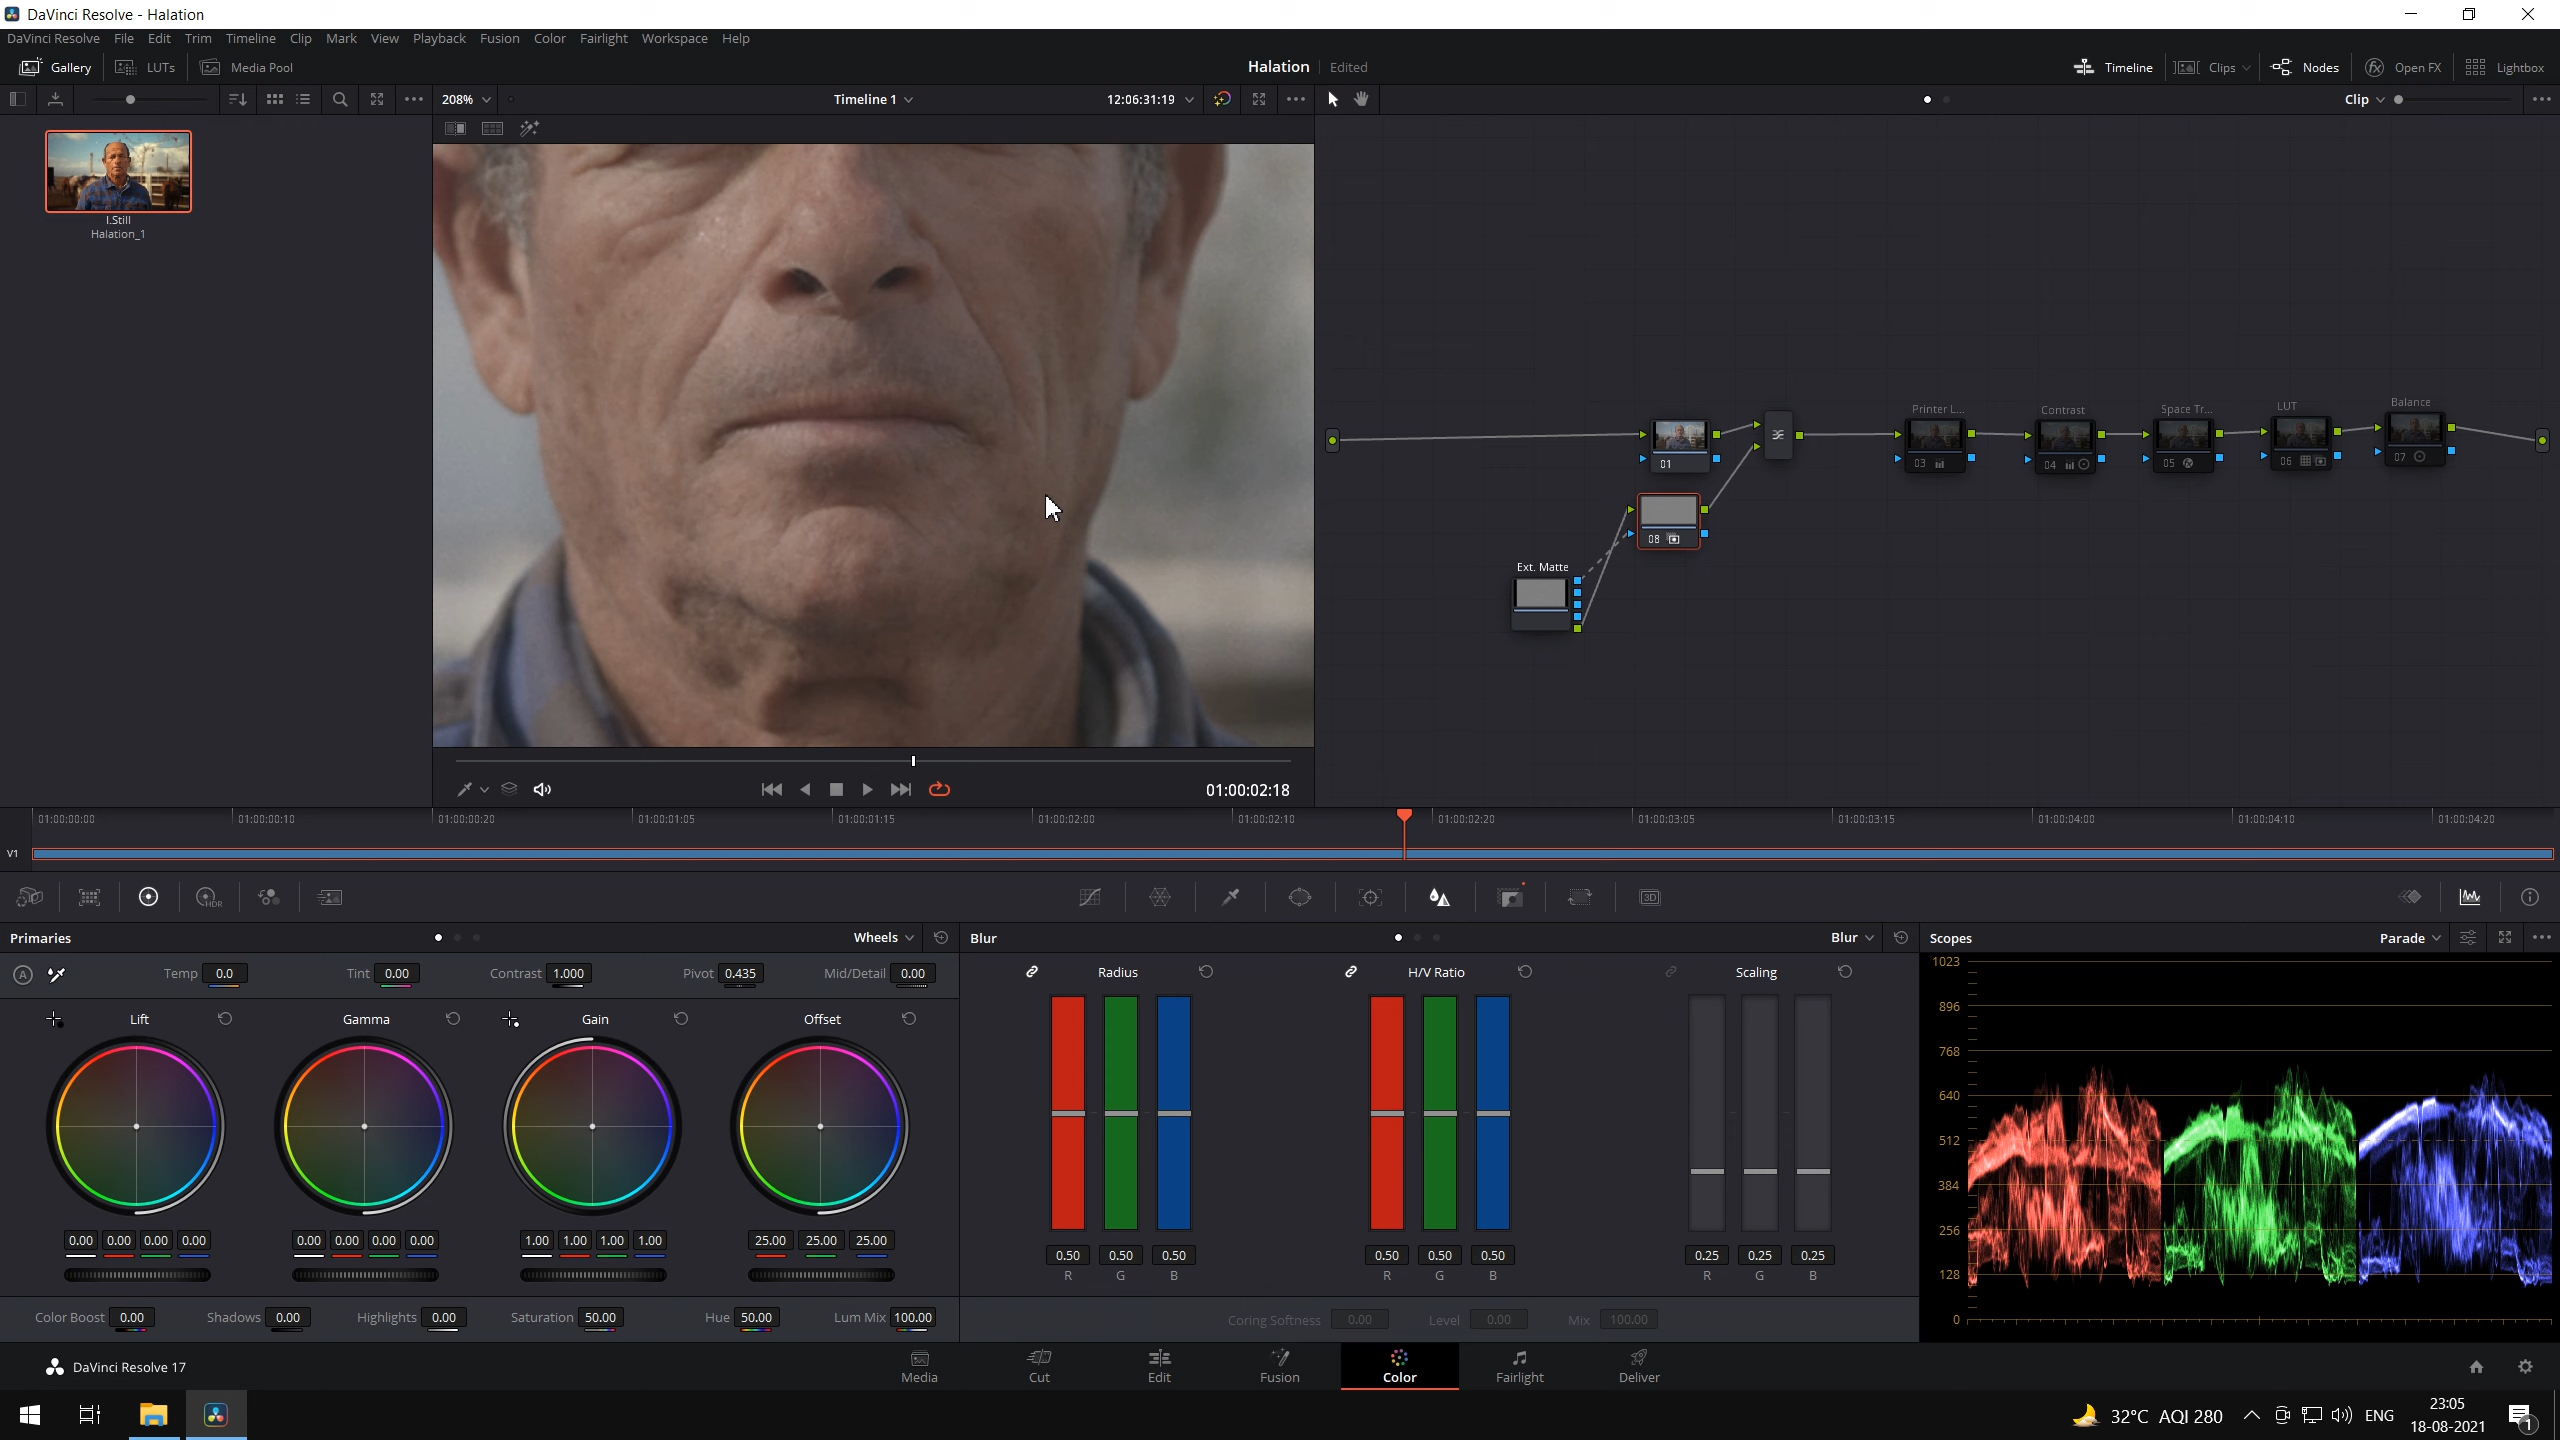 DaVinci Resolve - Halation
DaVinci Resolve File Edit Trim Timeline Clip Mark View Playback Fusion Color Fairlight Workspace Help
Gallery LUTs Media Pool Halation Edited Timeline Clips Nodes Open FX Lightbox
208% Timeline 1 12:06:31:19 Clip
I.Still
Halation_1
Printer L... Contrast Space Tr... LUT Balance
01 03 04 05 06 07
08
Ext. Matte
01:00:02:18
01:00:00:00 01:00:00:10 01:00:00:20 01:00:01:05 01:00:01:15 01:00:02:00 01:00:02:10 01:00:02:20 01:00:03:05 01:00:03:15 01:00:04:00 01:00:04:10 01:00:04:20
V1
HDR 3D
Primaries Wheels Blur Blur Scopes Parade
A Temp 0.0 Tint 0.00 Contrast 1.000 Pivot 0.435 Mid/Detail 0.00 Radius H/V Ratio Scaling
Lift Gamma Gain Offset
0.00 0.00 0.00 0.00 0.00 0.00 0.00 0.00 1.00 1.00 1.00 1.00 25.00 25.00 25.00
0.50 0.50 0.50 0.50 0.50 0.50 0.25 0.25 0.25
R G B R G B R G B
1023
896
768
640
512
384
256
128
0
Color Boost 0.00 Shadows 0.00 Highlights 0.00 Saturation 50.00 Hue 50.00 Lum Mix 100.00 Coring Softness 0.00 Level 0.00 Mix 100.00
DaVinci Resolve 17 Media Cut Edit Fusion Color Fairlight Deliver
32°C AQI 280 ENG 23:05
18-08-2021
1